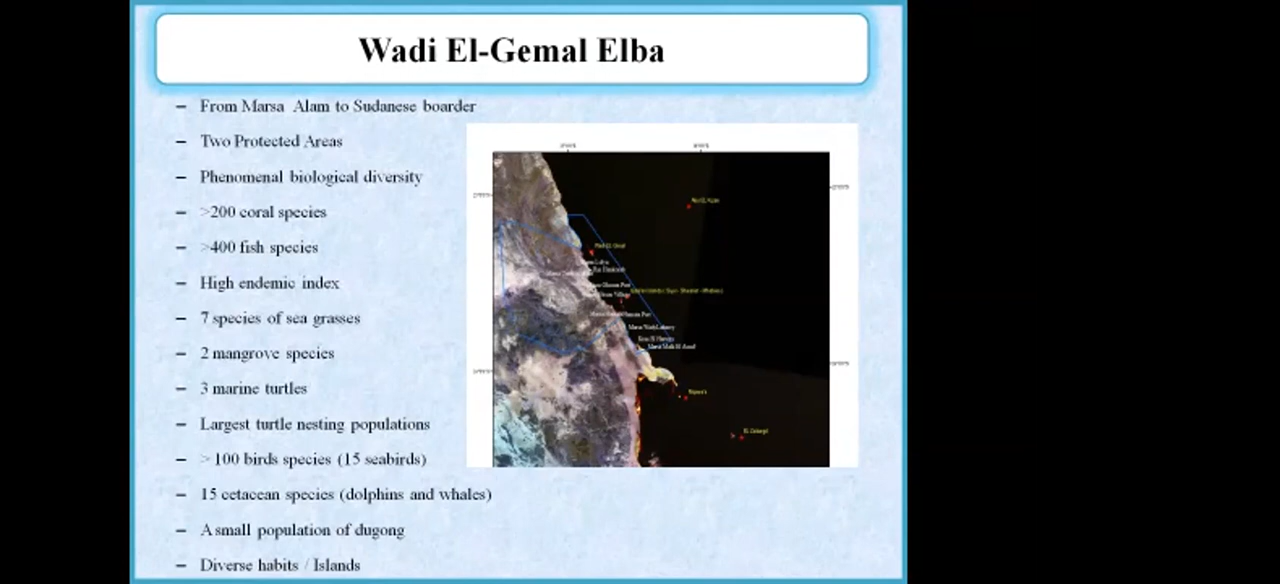 Wadi El-Gemal Elba
– From Marsa Alam to Sudanese boarder
– Two Protected Areas
– Phenomenal biological diversity
– >200 coral species
– >400 fish species
– High endemic index
– 7 species of sea grasses
– 2 mangrove species
– 3 marine turtles
– Largest turtle nesting populations
– > 100 birds species (15 seabirds)
– 15 cetacean species (dolphins and whales)
– A small population of dugong
– Diverse habits / Islands